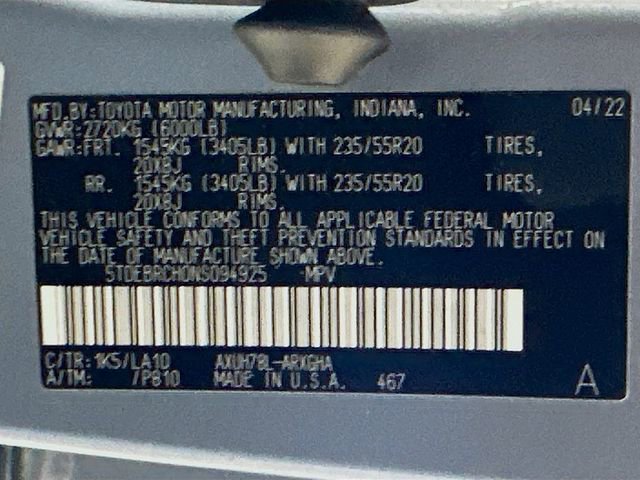 MFD.BY:TOYOTA MOTOR MANUFACTURING, INDIANA, INC. 04/22
GVWR:2720KG (6000LB)
GAWR:FRT. 1545KG (3405LB) WITH 235/55R20 TIRES,
20X8J RIMS.
RR. 1545KG (3405LB) WITH 235/55R20 TIRES,
20X8J RIMS.
THIS VEHICLE CONFORMS TO ALL APPLICABLE FEDERAL MOTOR
VEHICLE SAFETY AND THEFT PREVENTION STANDARDS IN EFFECT ON
THE DATE OF MANUFACTURE SHOWN ABOVE.
5TDEBRCH0NS094925 MPV
C/TR:1K5/LA10 AXUH78L-ARXGHA
A/TM: /P810 MADE IN U.S.A. 467 A